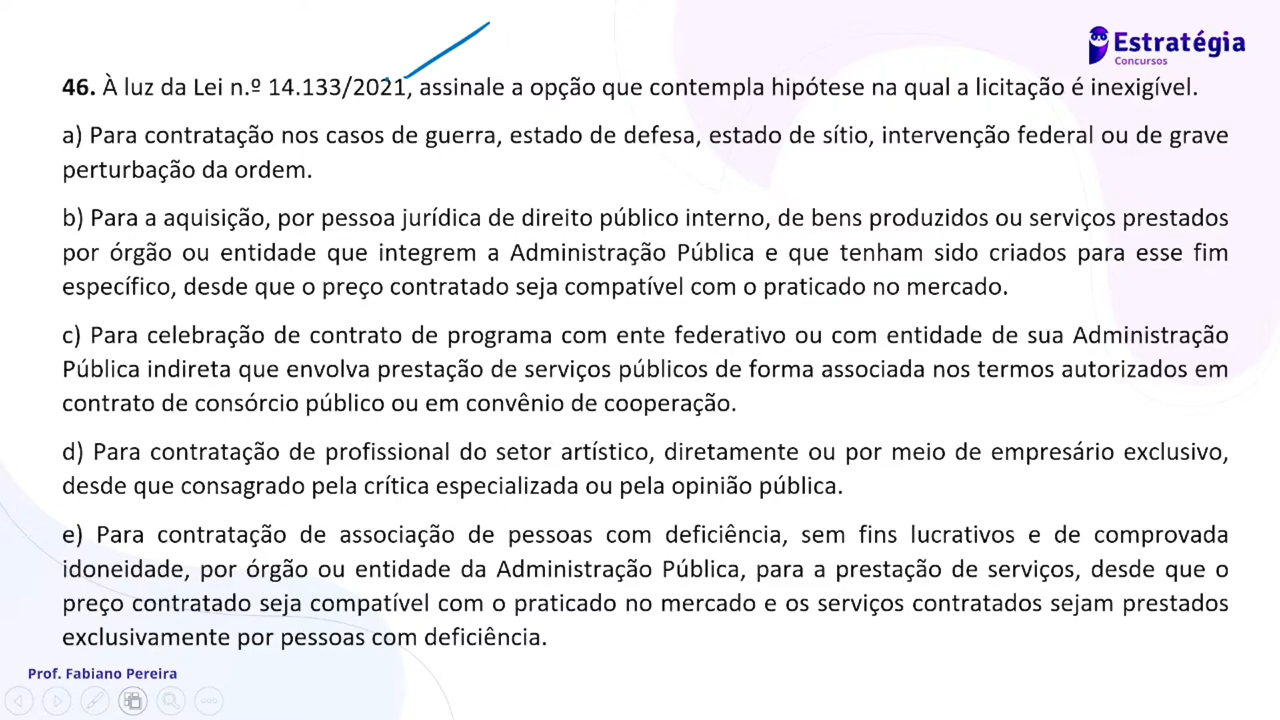 Estratégia
Concursos
46. À luz da Lei n.º 14.133/2021, assinale a opção que contempla hipótese na qual a licitação é inexigível.
a) Para contratação nos casos de guerra, estado de defesa, estado de sítio, intervenção federal ou de grave
perturbação da ordem.
b) Para a aquisição, por pessoa jurídica de direito público interno, de bens produzidos ou serviços prestados
por órgão ou entidade que integrem a Administração Pública e que tenham sido criados para esse fim
específico, desde que o preço contratado seja compatível com o praticado no mercado.
c) Para celebração de contrato de programa com ente federativo ou com entidade de sua Administração
Pública indireta que envolva prestação de serviços públicos de forma associada nos termos autorizados em
contrato de consórcio público ou em convênio de cooperação.
d) Para contratação de profissional do setor artístico, diretamente ou por meio de empresário exclusivo,
desde que consagrado pela crítica especializada ou pela opinião pública.
e) Para contratação de associação de pessoas com deficiência, sem fins lucrativos e de comprovada
idoneidade, por órgão ou entidade da Administração Pública, para a prestação de serviços, desde que o
preço contratado seja compatível com o praticado no mercado e os serviços contratados sejam prestados
exclusivamente por pessoas com deficiência.
Prof. Fabiano Pereira